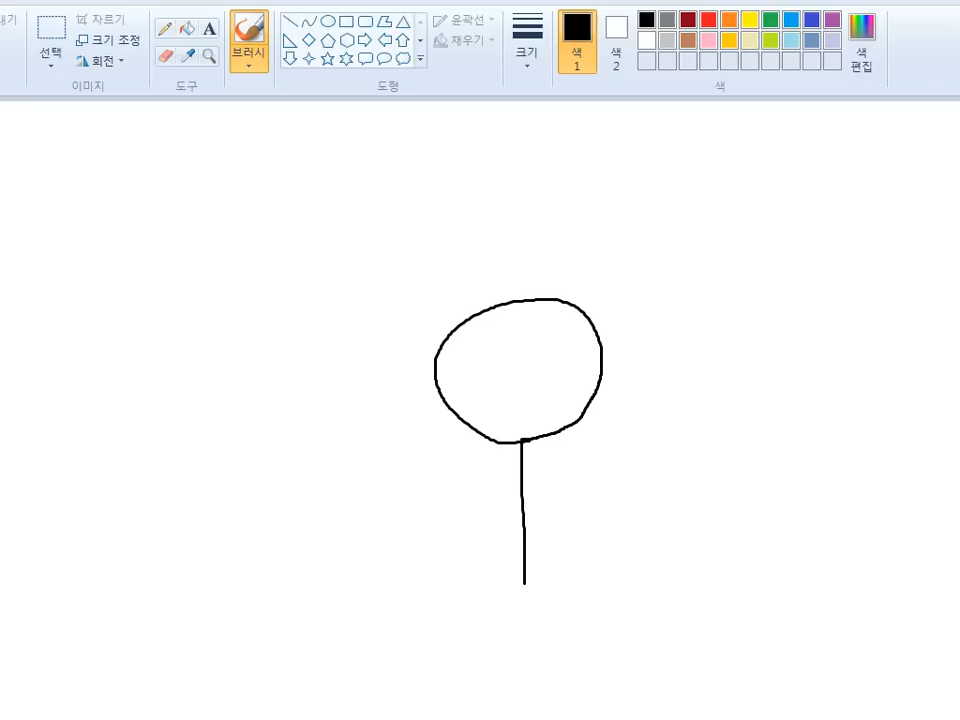 내기
자르기
크기 조정
회전
선택
이미지
A
도구
브러시
윤곽선
채우기
도형
크기
색
1
색
2
색
편집
색